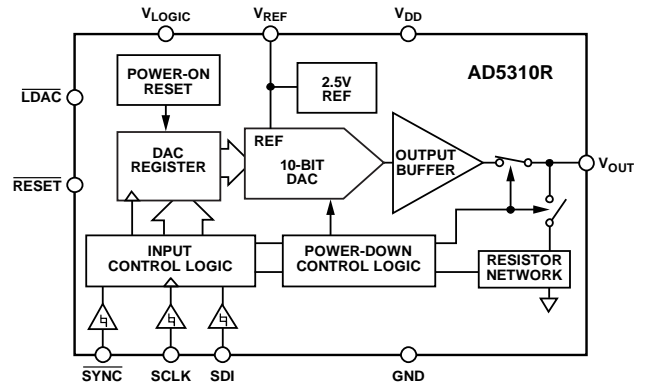 VLOGIC
VREF
VDD
POWER-ON
RESET
2.5V
REF
AD5310R
LDAC
DAC
REGISTER
REF
10-BIT
DAC
OUTPUT
BUFFER
VOUT
RESET
INPUT
CONTROL LOGIC
POWER-DOWN
CONTROL LOGIC
RESISTOR
NETWORK
SYNC
SCLK
SDI
GND